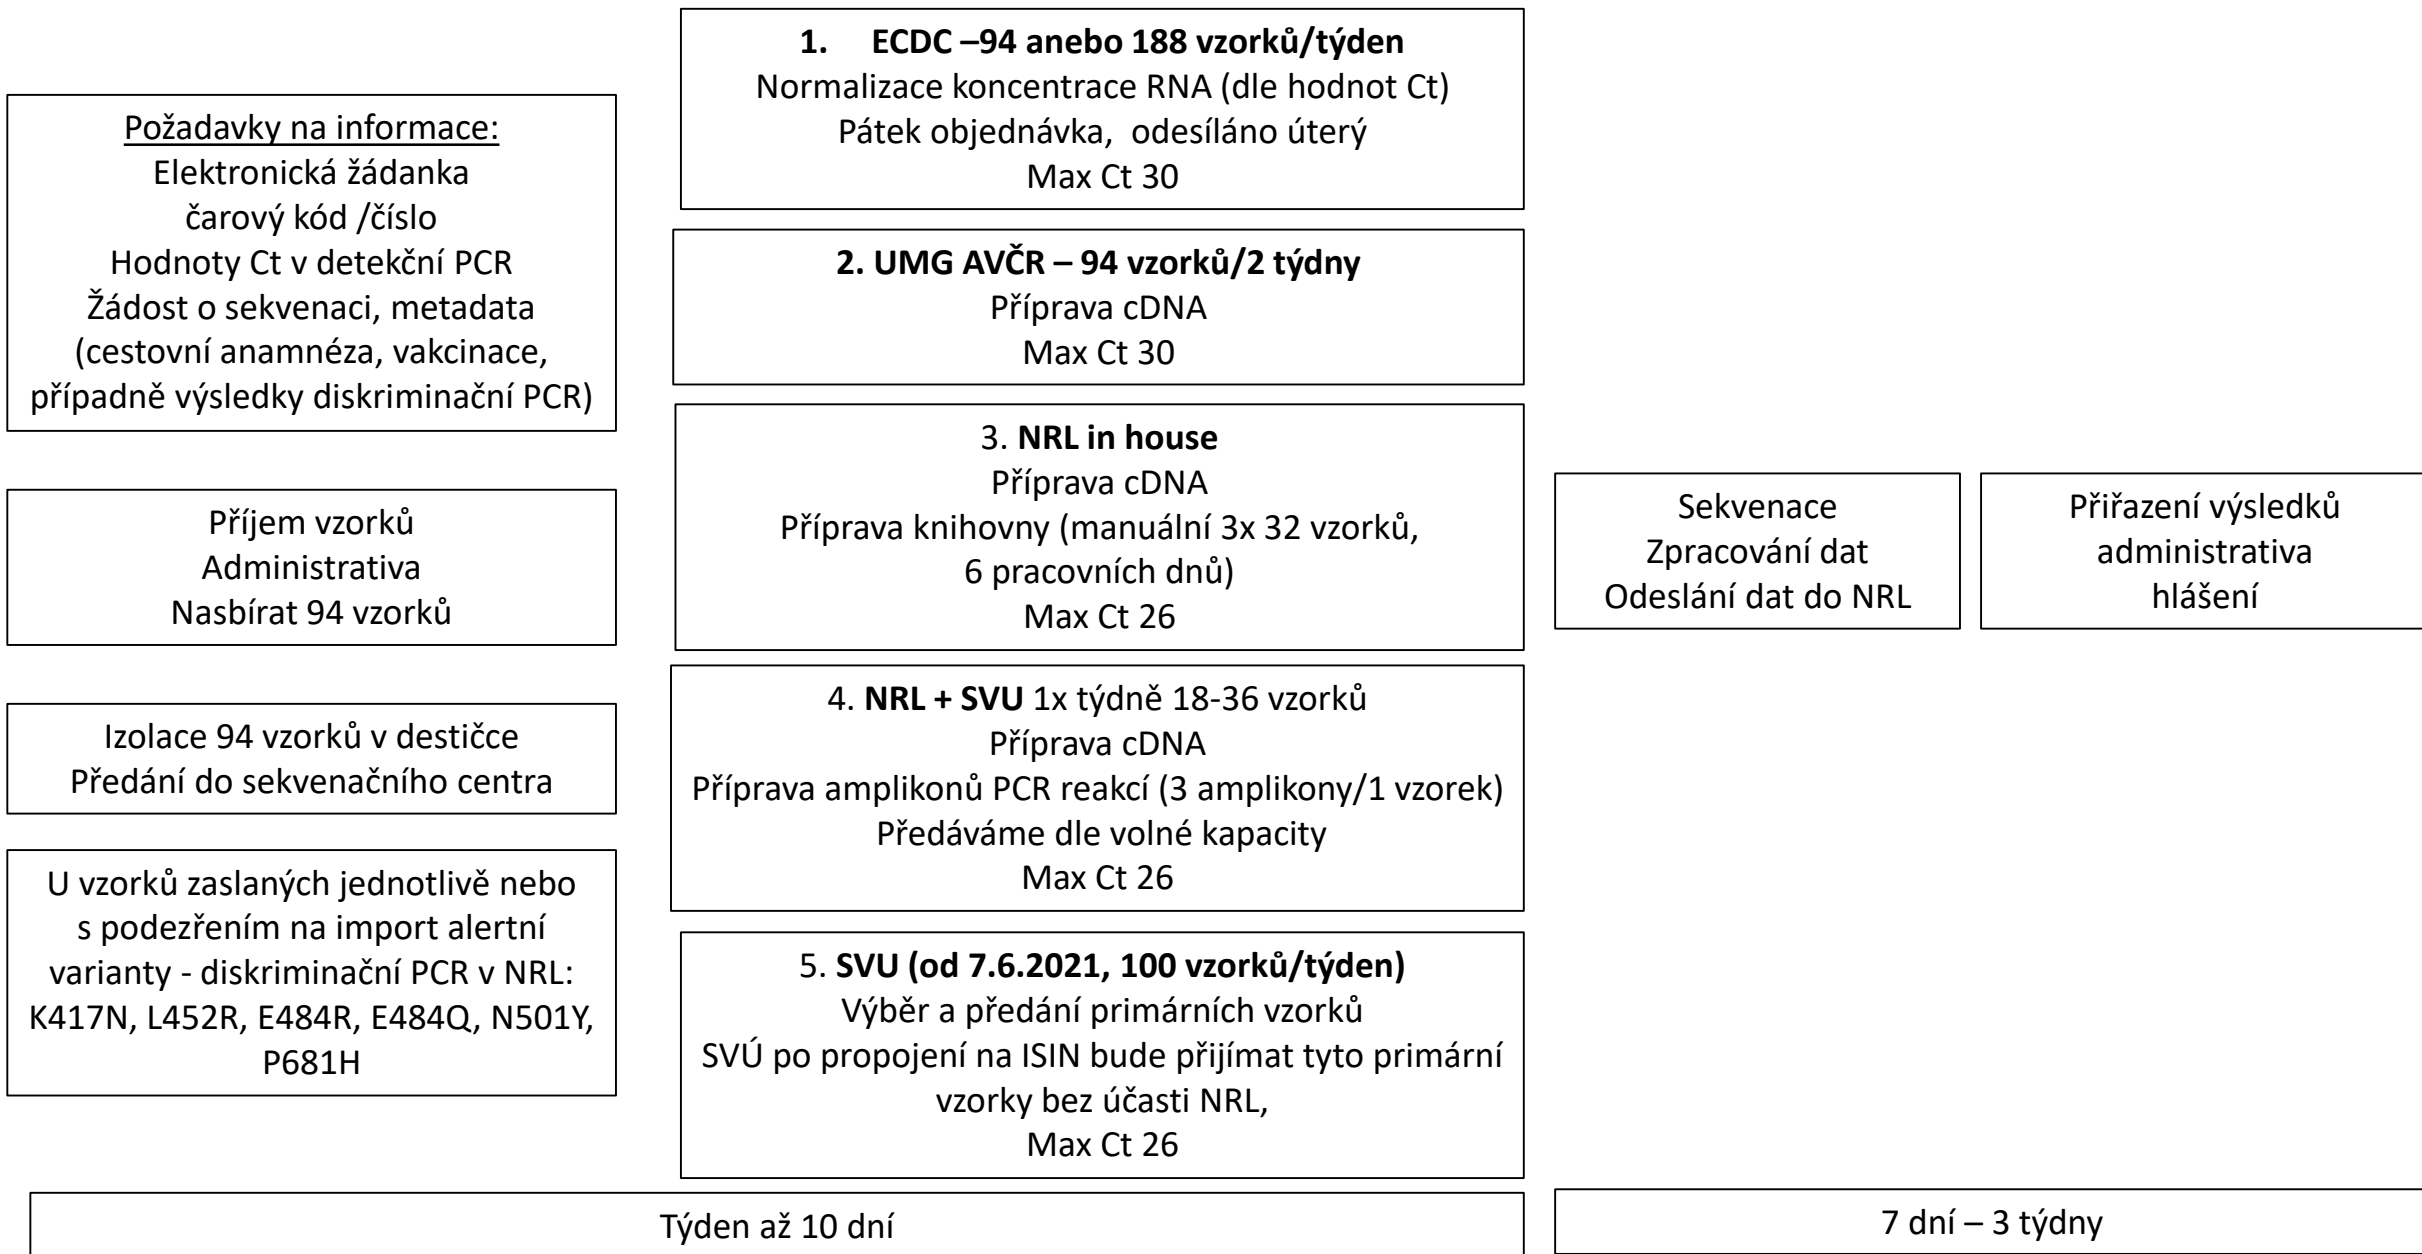 Požadavky na informace:
Elektronická žádanka
čarový kód /číslo
Hodnoty Ct v detekční PCR
Žádost o sekvenaci, metadata
(cestovní anamnéza, vakcinace,
případně výsledky diskriminační PCR)
Příjem vzorků
Administrativa
Nasbírat 94 vzorků
Izolace 94 vzorků v destičce
Předání do sekvenačního centra
U vzorků zaslaných jednotlivě nebo
s podezřením na import alertní
varianty - diskriminační PCR v NRL:
K417N, L452R, E484R, E484Q, N501Y,
P681H
1. ECDC –94 anebo 188 vzorků/týden
Normalizace koncentrace RNA (dle hodnot Ct)
Pátek objednávka, odesíláno úterý
Max Ct 30
2. UMG AVČR – 94 vzorků/2 týdny
Příprava cDNA
Max Ct 30
3. NRL in house
Příprava cDNA
Příprava knihovny (manuální 3x 32 vzorků,
6 pracovních dnů)
Max Ct 26
4. NRL + SVU 1x týdně 18-36 vzorků
Příprava cDNA
Příprava amplikonů PCR reakcí (3 amplikony/1 vzorek)
Předáváme dle volné kapacity
Max Ct 26
5. SVU (od 7.6.2021, 100 vzorků/týden)
Výběr a předání primárních vzorků
SVÚ po propojení na ISIN bude přijímat tyto primární
vzorky bez účasti NRL,
Max Ct 26
Sekvenace
Zpracování dat
Odeslání dat do NRL
Přiřazení výsledků
administrativa
hlášení
Týden až 10 dní
7 dní – 3 týdny